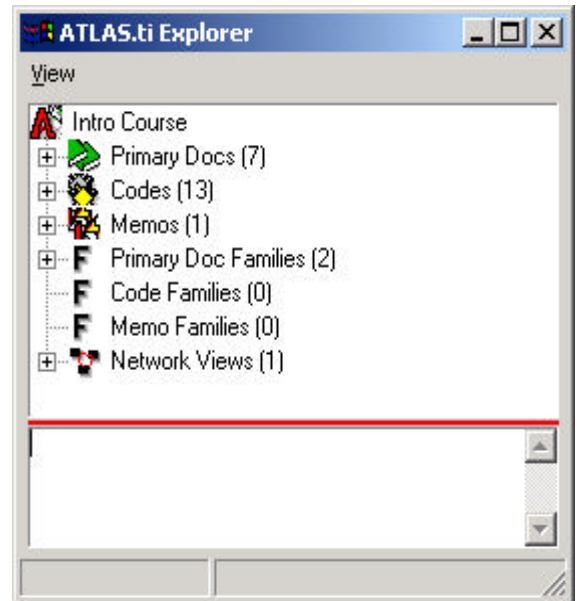 ATLAS.ti Explorer
View
Intro Course
Primary Docs (7)
Codes (13)
Memos (1)
F Primary Doc Families (2)
F Code Families (0)
F Memo Families (0)
Network Views (1)